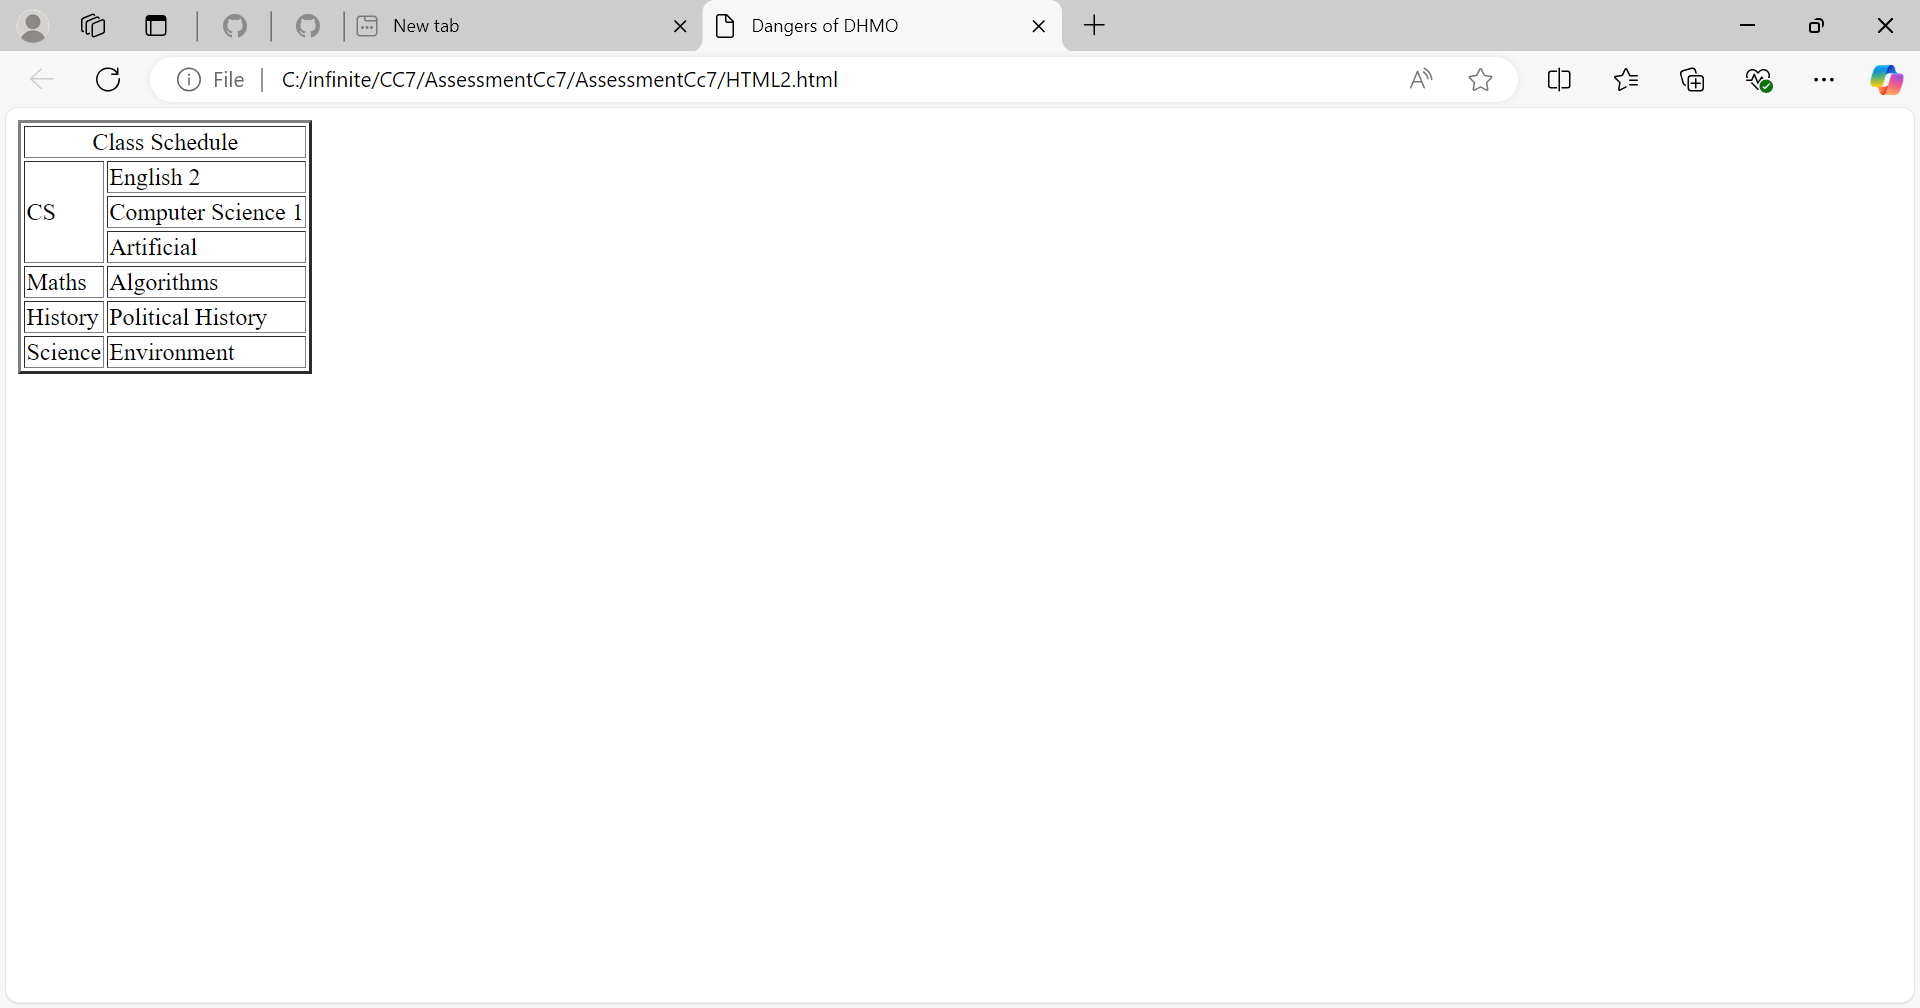 New tab
Dangers of DHMO
File
C:/infinite/CC7/AssessmentCc7/AssessmentCc7/HTML2.html
Class Schedule
CS
English 2
Computer Science 1
Artificial
Maths Algorithms
History Political History
Science Environment